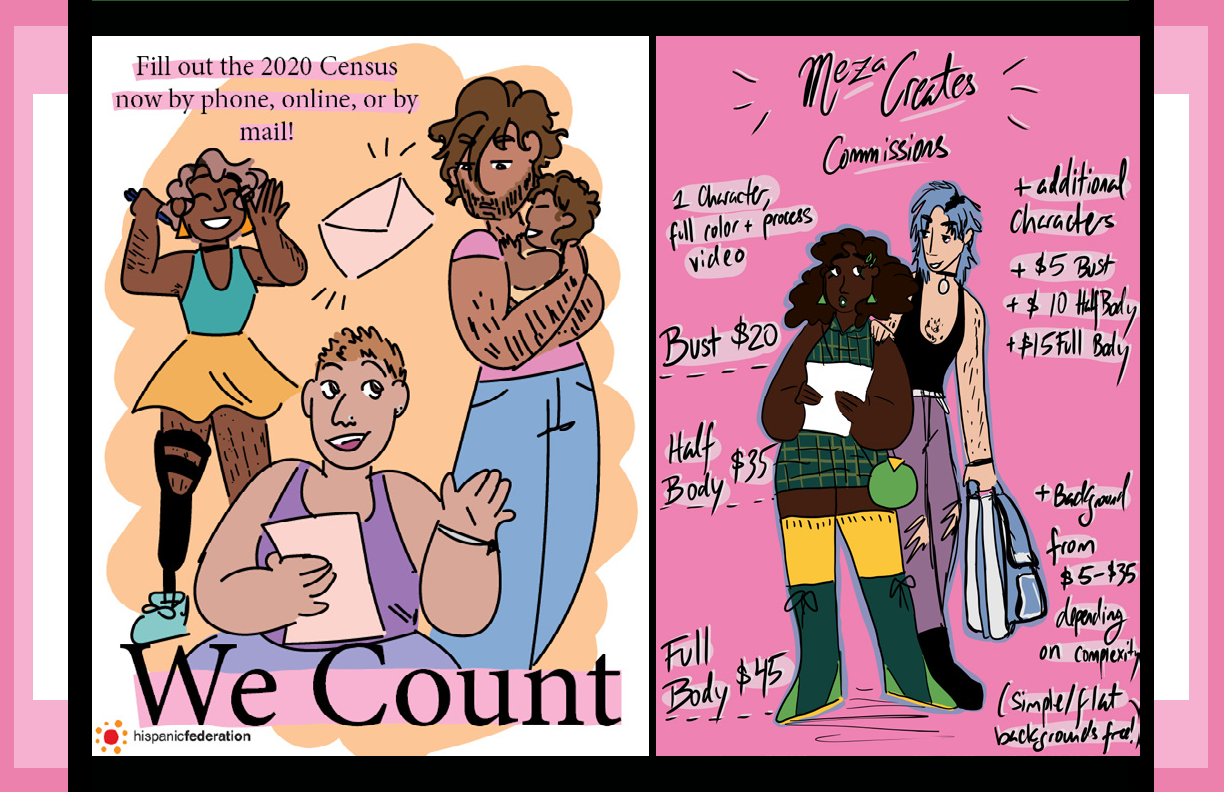 Fill out the 2020 Census
now by phone, online, or by
mail!
We Count
hispanicfederation
Meza Creates
Commissions
1 Character,
full color + process
video
Bust $20
Half
Body $35
Full
Body $45
+ additional
Characters
+ $5 Bust
+ $10 Half Body
+ $15 Full Body
+ Background
from
$5-$35
depending
on complexity
(Simple/flat
backgrounds free!)